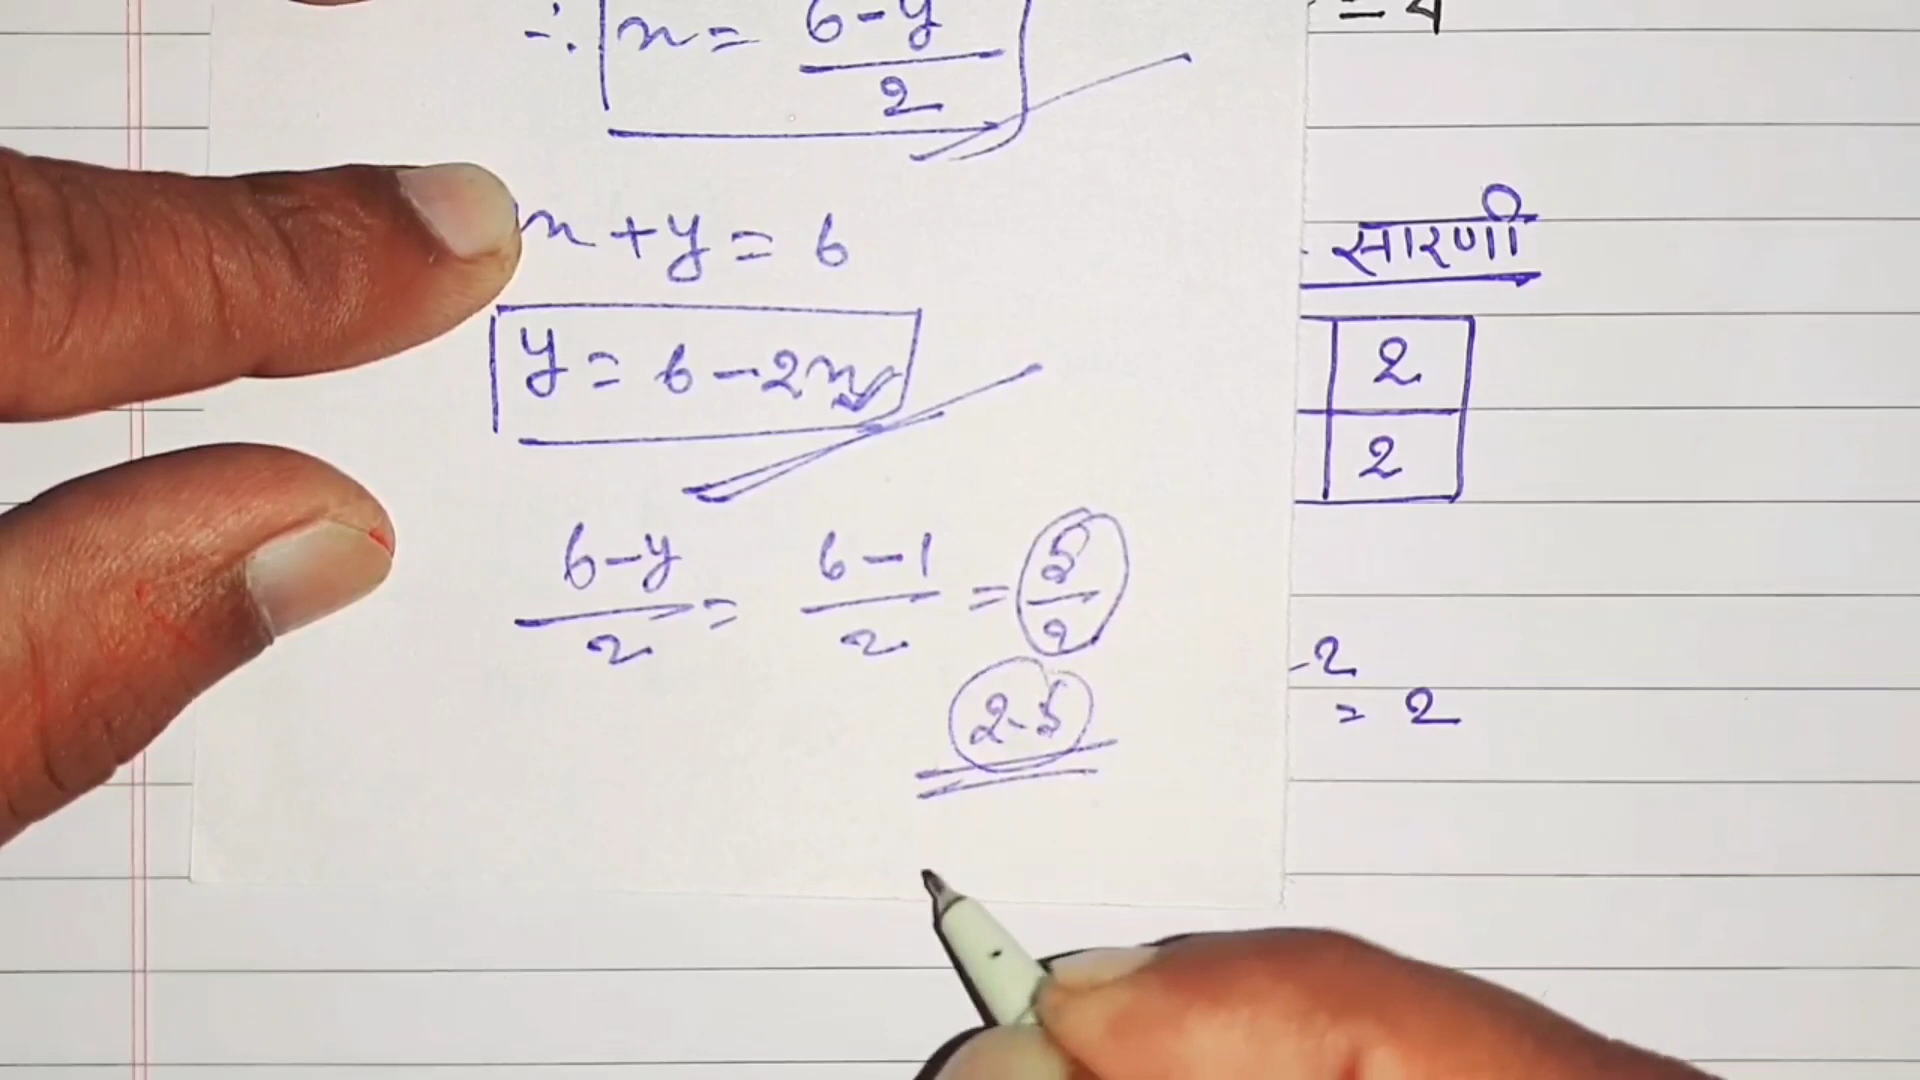 ∴ x = 6-y/2
x + y = 6
y = 6 - 2x
6-y/2 = 6-1/2 = 5/2
2.5
सारणी
2
2
-2
= 2